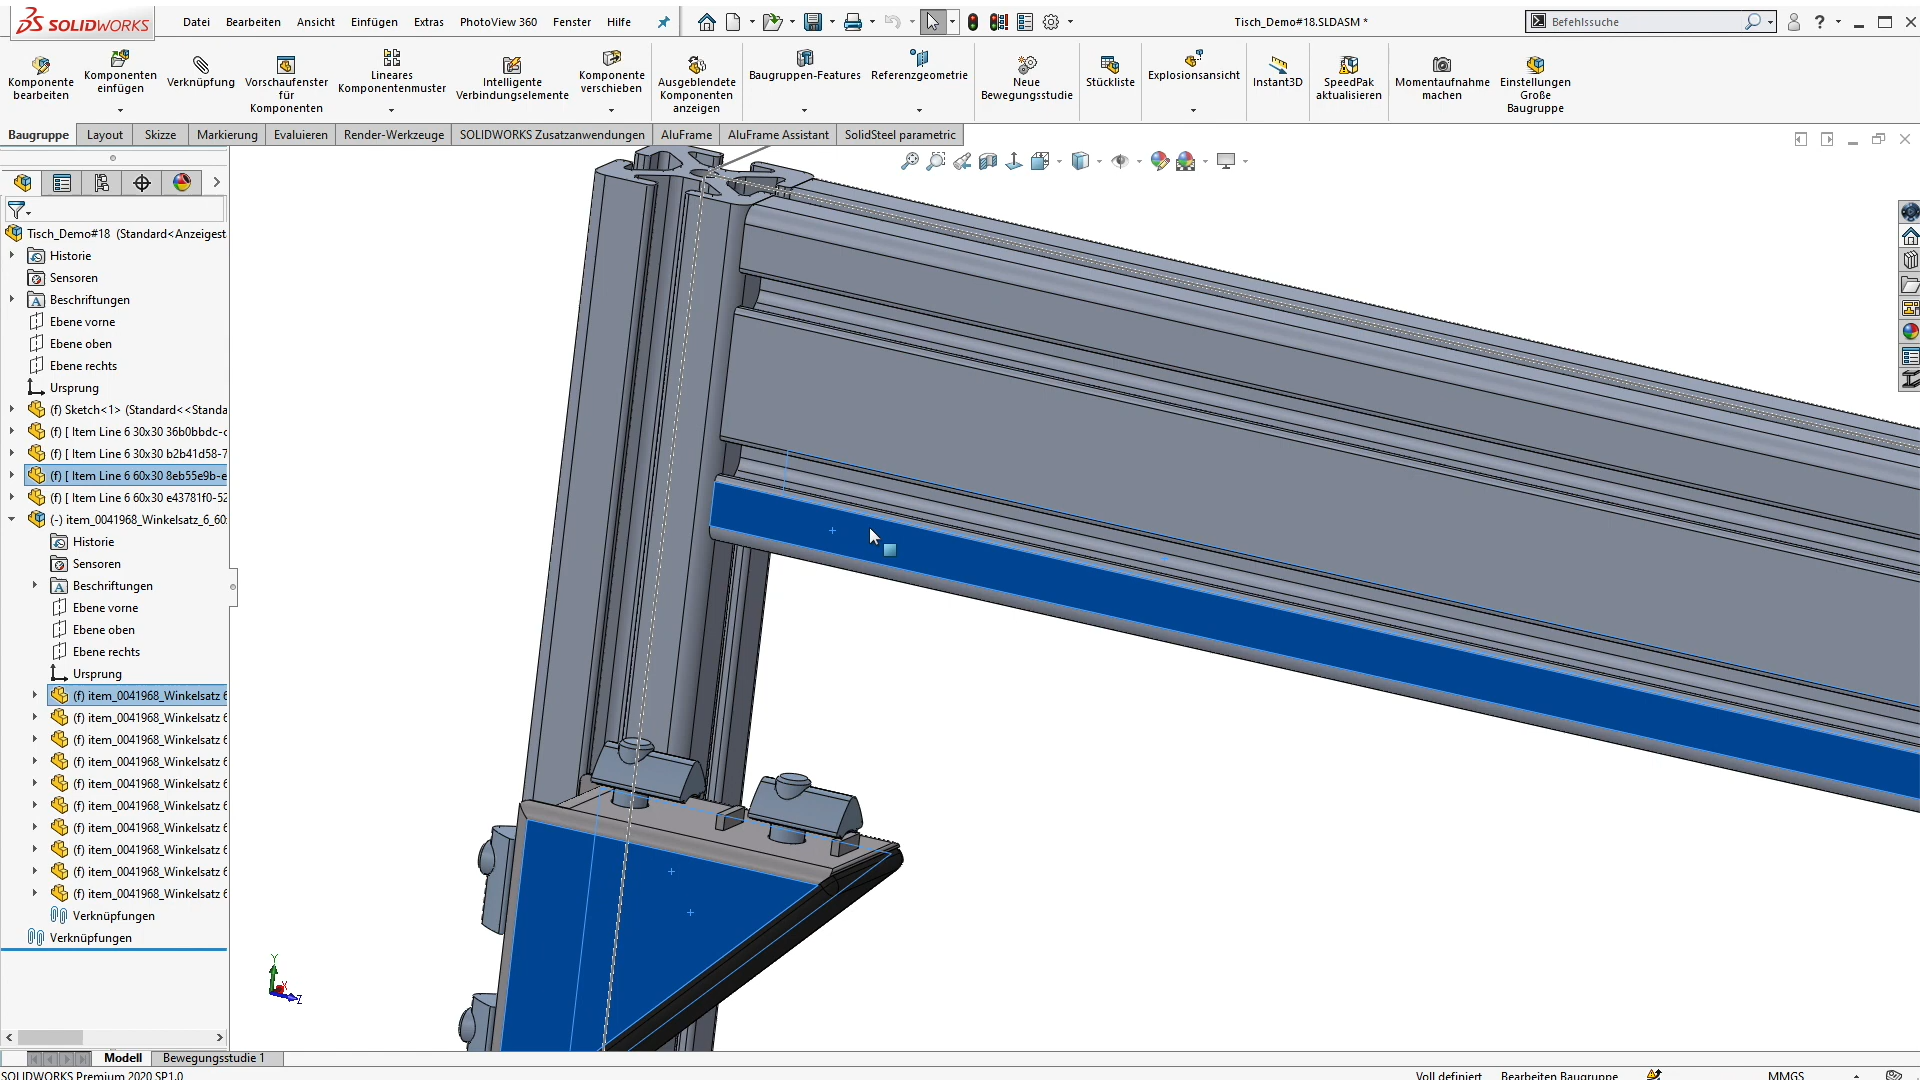 SOLIDWORKS
Datei Bearbeiten Ansicht Einfügen Extras PhotoView 360 Fenster Hilfe
Tisch_Demo#18.SLDASM *
Befehlssuche
Komponente bearbeiten
Komponenten einfügen
Verknüpfung
Vorschaufenster für Komponenten
Lineares Komponentenmuster
Intelligente Verbindungselemente
Komponente verschieben
Ausgeblendete Komponenten anzeigen
Baugruppen-Features
Referenzgeometrie
Neue Bewegungsstudie
Stückliste
Explosionsansicht
Instant3D
SpeedPak aktualisieren
Momentaufnahme machen
Einstellungen Große Baugruppe
Baugruppe Layout Skizze Markierung Evaluieren Render-Werkzeuge SOLIDWORKS Zusatzanwendungen AluFrame AluFrame Assistant SolidSteel parametric
Tisch_Demo#18 (Standard<Anzeigest
Historie
Sensoren
Beschriftungen
Ebene vorne
Ebene oben
Ebene rechts
Ursprung
(f) Sketch<1> (Standard<<Standa
(f) [ Item Line 6 30x30 36b0bbdc-c
(f) [ Item Line 6 30x30 b2b41d58-7
(f) [ Item Line 6 60x30 8eb55e9b-e
(f) [ Item Line 6 60x30 e43781f0-52
(-) item_0041968_Winkelsatz_6_60
Historie
Sensoren
Beschriftungen
Ebene vorne
Ebene oben
Ebene rechts
Ursprung
(f) item_0041968_Winkelsatz 6
(f) item_0041968_Winkelsatz 6
(f) item_0041968_Winkelsatz 6
(f) item_0041968_Winkelsatz 6
(f) item_0041968_Winkelsatz 6
(f) item_0041968_Winkelsatz 6
(f) item_0041968_Winkelsatz 6
(f) item_0041968_Winkelsatz 6
(f) item_0041968_Winkelsatz 6
(f) item_0041968_Winkelsatz 6
Verknüpfungen
Verknüpfungen
Y
X
Z
Modell Bewegungsstudie 1
SOLIDWORKS Premium 2020 SP1.0
Voll definiert Bearbeiten Baugruppe MMGS